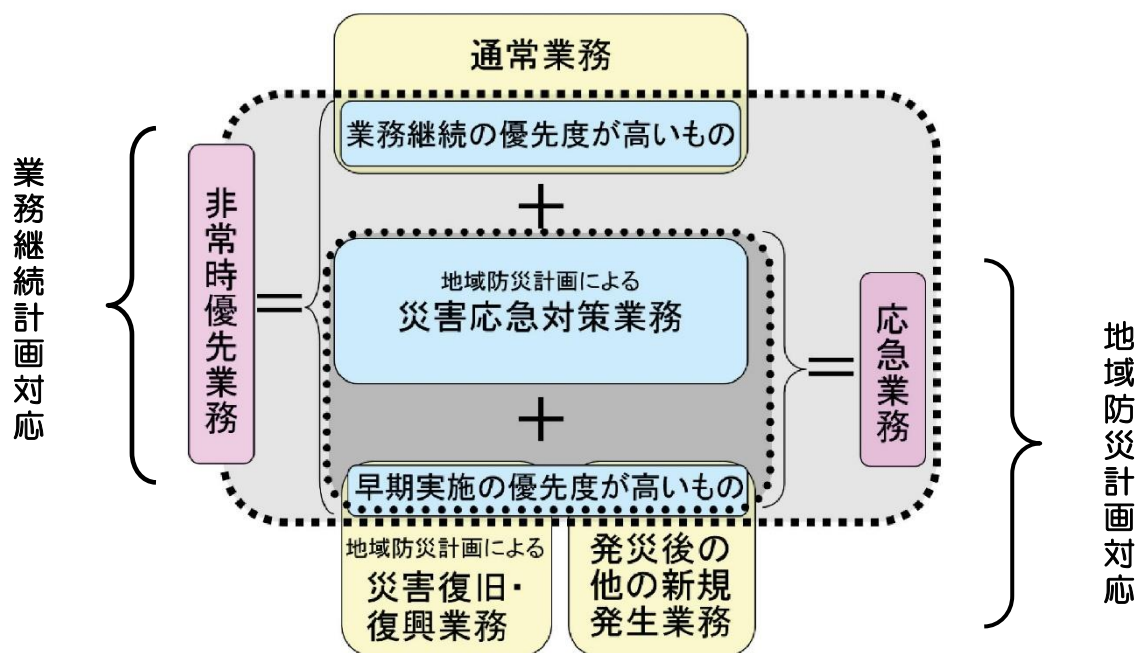 業務継続計画対応
非常時優先業務
＝
通常業務
業務継続の優先度が高いもの
＋
地域防災計画による
災害応急対策業務
＋
早期実施の優先度が高いもの
地域防災計画による
災害復旧・
復興業務
発災後の
他の新規
発生業務
＝
応急業務
地域防災計画対応